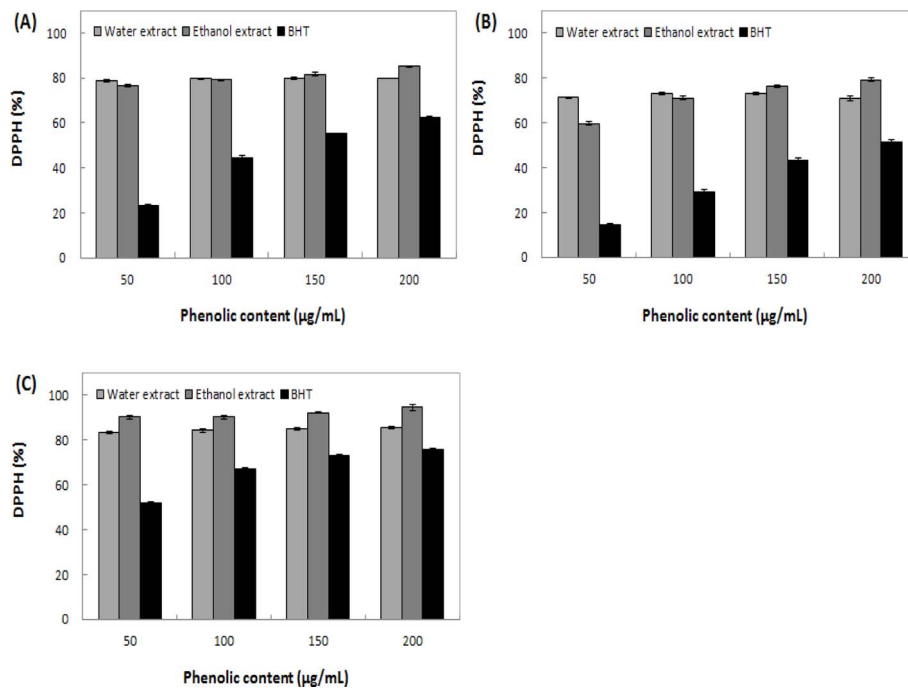 (A)
Water extract Ethanol extract BHT
100
80
60
40
20
0
DPPH (%)
50 100 150 200
Phenolic content (μg/mL)
(B)
Water extract Ethanol extract BHT
100
80
60
40
20
0
DPPH (%)
50 100 150 200
Phenolic content (μg/mL)
(C)
Water extract Ethanol extract BHT
100
80
60
40
20
0
DPPH (%)
50 100 150 200
Phenolic content (μg/mL)